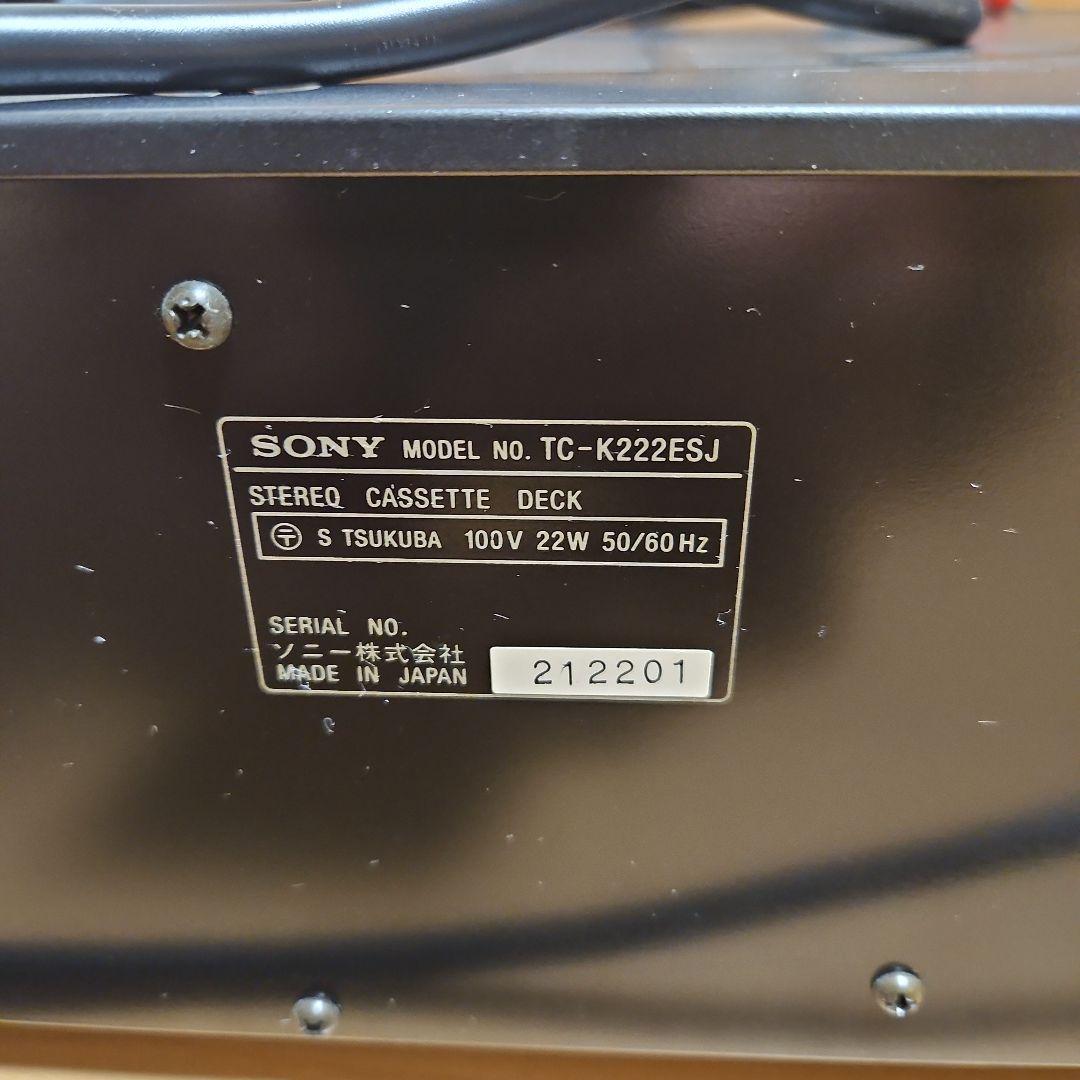 SONY MODEL NO. TC-K222ESJ
STEREO CASSETTE DECK
〒 S TSUKUBA 100V 22W 50/60Hz
SERIAL NO.
ソニー株式会社
MADE IN JAPAN 212201